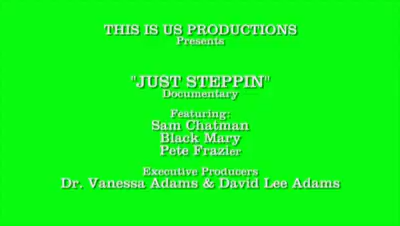 THIS IS US PRODUCTIONS
Presents
"JUST STEPPIN"
Documentary
Featuring:
Sam Chatman
Black Mary
Pete Frazier
Executive Producers
Dr. Vanessa Adams & David Lee Adams